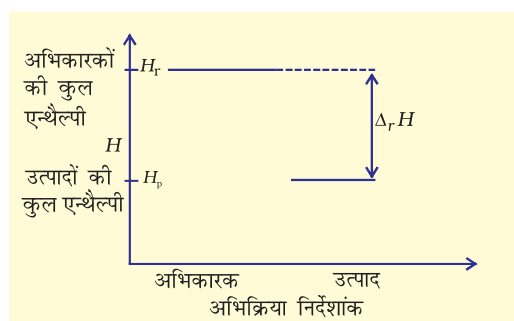 अभिकारकों
की कुल
एन्थैल्पी
Hr
ΔrH
H
उत्पादों की
कुल एन्थैल्पी
Hp
अभिकारक
उत्पाद
अभिक्रिया निर्देशांक